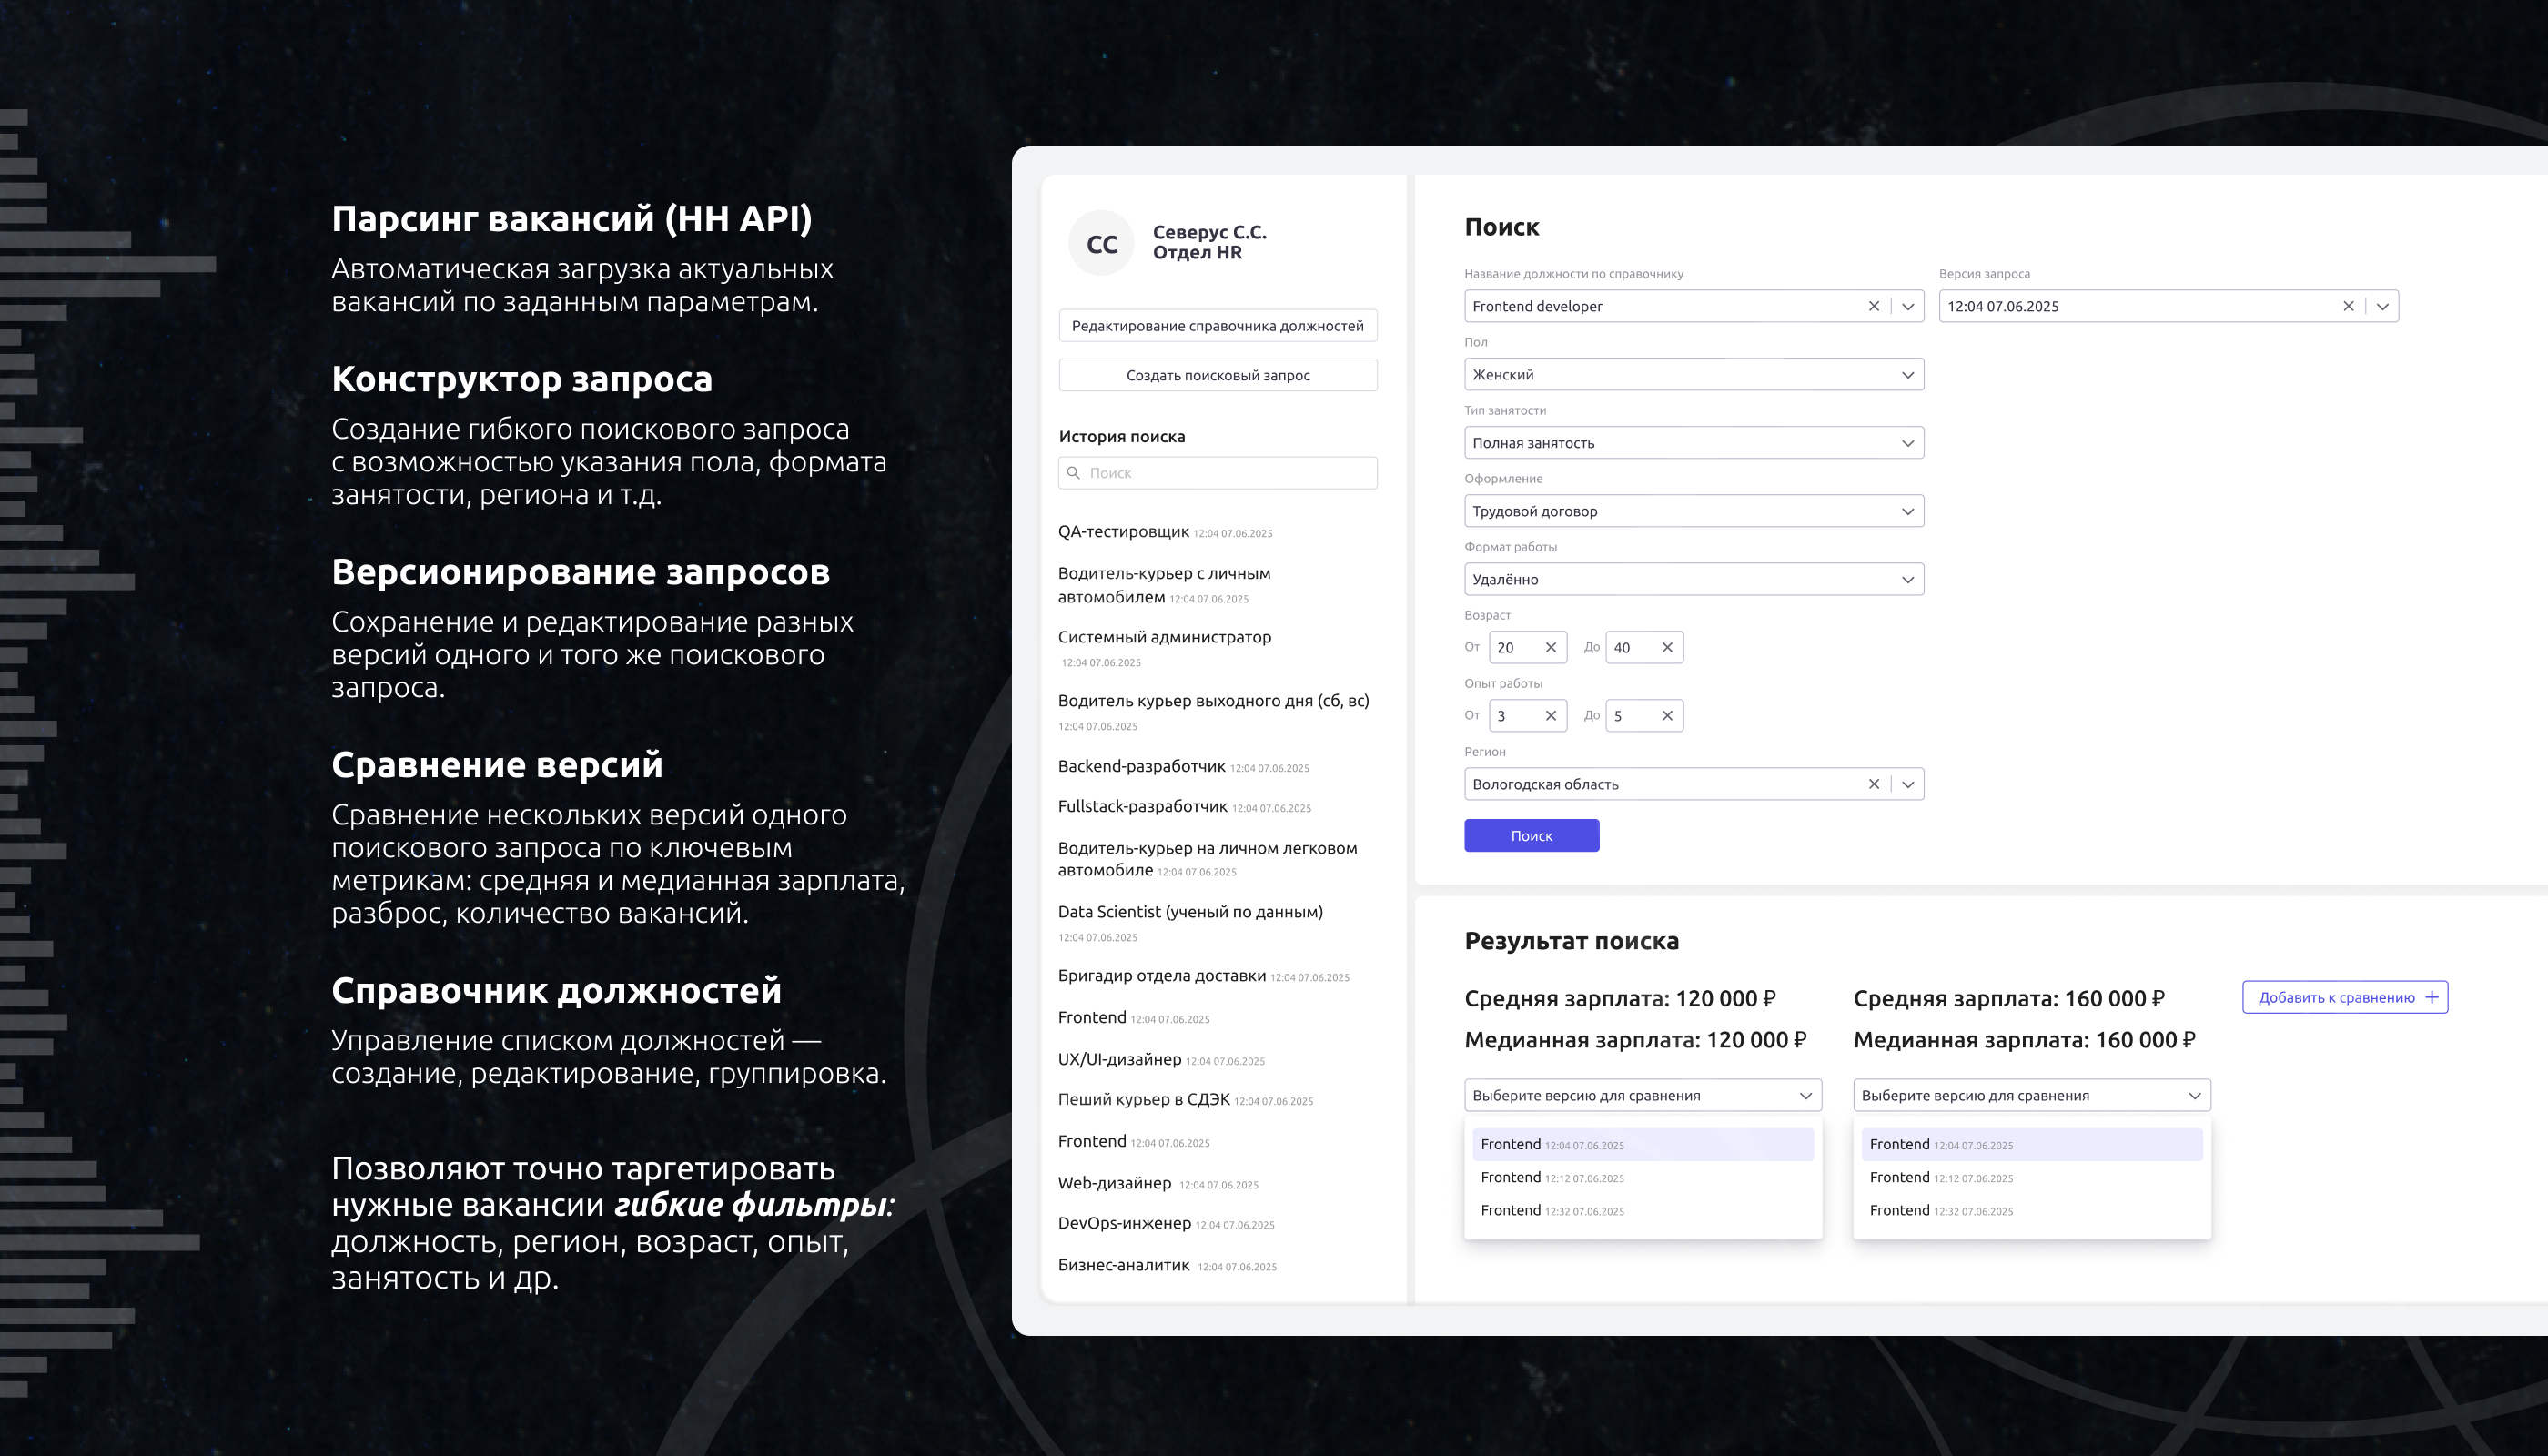 Парсинг вакансий (HH API)
Автоматическая загрузка актуальных
вакансий по заданным параметрам.
Конструктор запроса
Создание гибкого поискового запроса
с возможностью указания пола, формата
занятости, региона и т.д.
Версионирование запросов
Сохранение и редактирование разных
версий одного и того же поискового
запроса.
Сравнение версий
Сравнение нескольких версий одного
поискового запроса по ключевым
метрикам: средняя и медианная зарплата,
разброс, количество вакансий.
Справочник должностей
Управление списком должностей —
создание, редактирование, группировка.
Позволяют точно таргетировать
нужные вакансии гибкие фильтры:
должность, регион, возраст, опыт,
занятость и др.
СС
Северус С.С.
Отдел HR
Редактирование справочника должностей
Создать поисковый запрос
История поиска
Поиск
QA-тестировщик 12:04 07.06.2025
Водитель-курьер с личным
автомобилем 12:04 07.06.2025
Системный администратор
12:04 07.06.2025
Водитель курьер выходного дня (сб, вс)
12:04 07.06.2025
Backend-разработчик 12:04 07.06.2025
Fullstack-разработчик 12:04 07.06.2025
Водитель-курьер на личном легковом
автомобиле 12:04 07.06.2025
Data Scientist (ученый по данным)
12:04 07.06.2025
Бригадир отдела доставки 12:04 07.06.2025
Frontend 12:04 07.06.2025
UX/UI-дизайнер 12:04 07.06.2025
Пеший курьер в СДЭК 12:04 07.06.2025
Frontend 12:04 07.06.2025
Web-дизайнер 12:04 07.06.2025
DevOps-инженер 12:04 07.06.2025
Бизнес-аналитик 12:04 07.06.2025
Поиск
Название должности по справочнику
Frontend developer
Версия запроса
12:04 07.06.2025
Пол
Женский
Тип занятости
Полная занятость
Оформление
Трудовой договор
Формат работы
Удалённо
Возраст
От 20 До 40
Опыт работы
От 3 До 5
Регион
Вологодская область
Поиск
Результат поиска
Средняя зарплата: 120 000 ₽
Медианная зарплата: 120 000 ₽
Выберите версию для сравнения
Frontend 12:04 07.06.2025
Frontend 12:12 07.06.2025
Frontend 12:32 07.06.2025
Средняя зарплата: 160 000 ₽
Медианная зарплата: 160 000 ₽
Выберите версию для сравнения
Frontend 12:04 07.06.2025
Frontend 12:12 07.06.2025
Frontend 12:32 07.06.2025
Добавить к сравнению